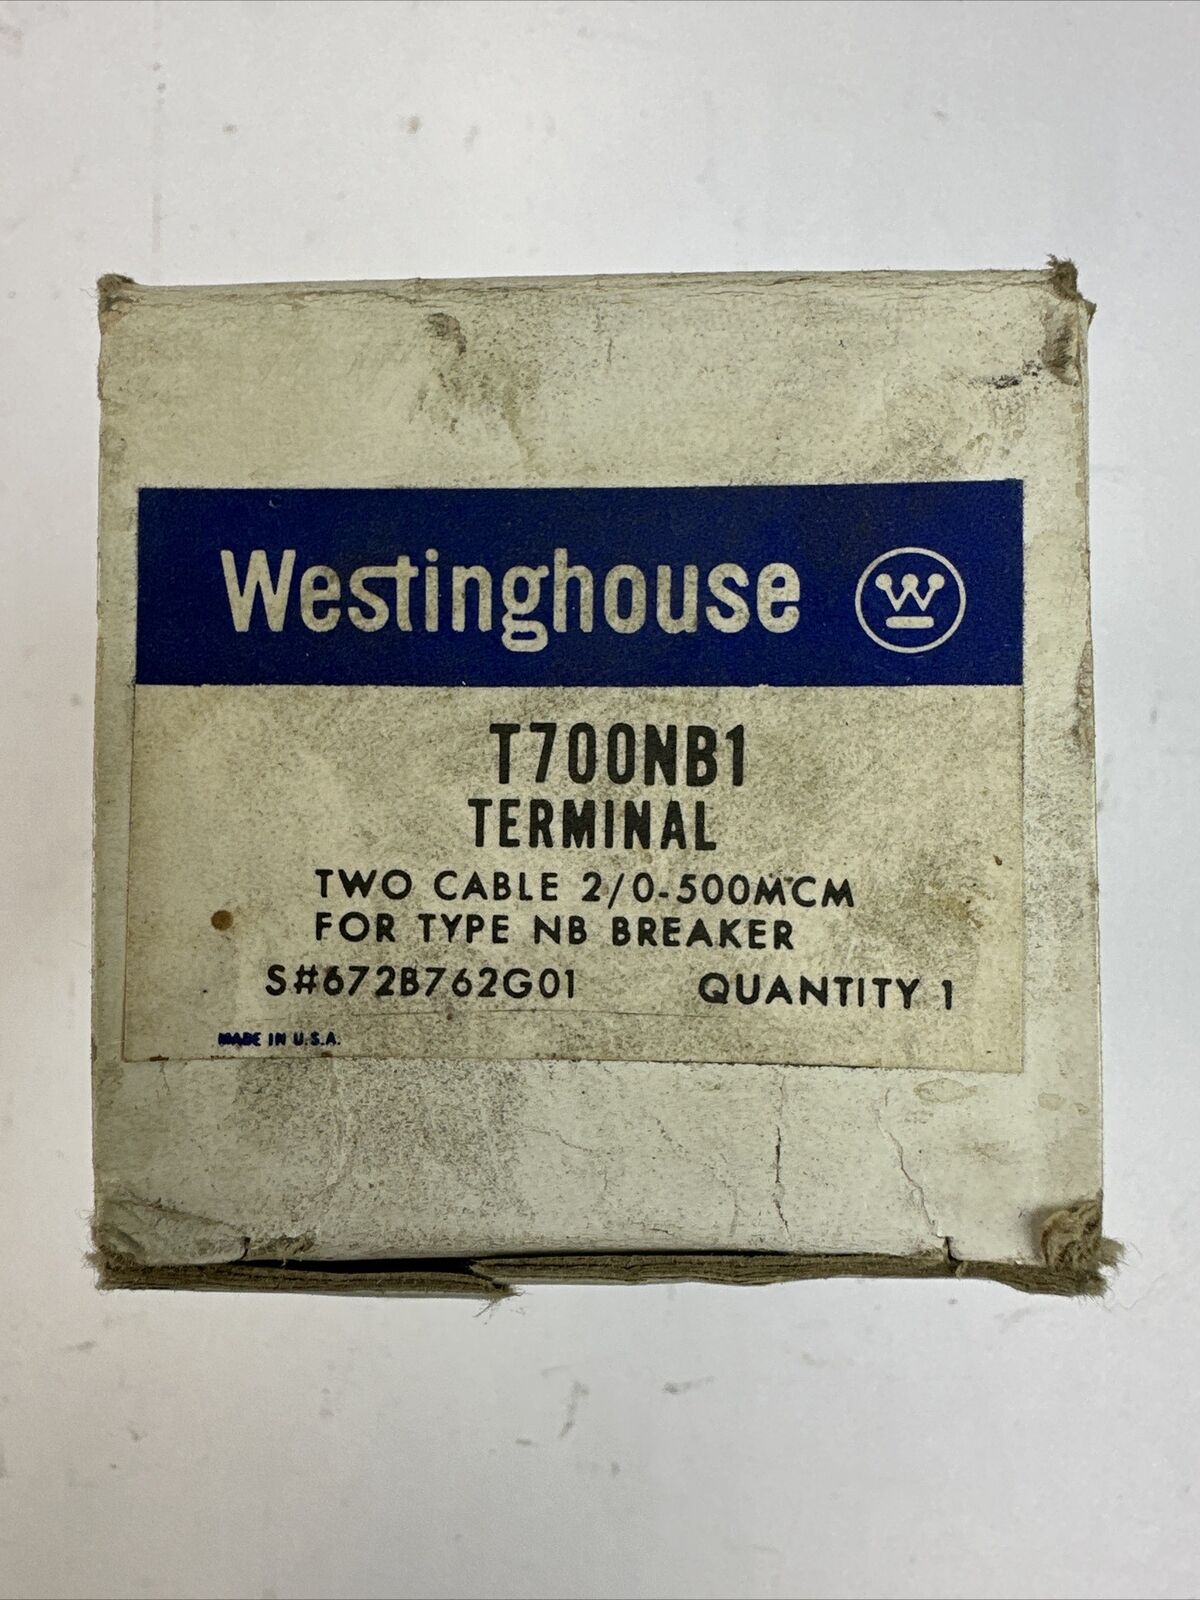 Westinghouse W
T700NB1
TERMINAL
TWO CABLE 2/0-500MCM
FOR TYPE NB BREAKER
S#672B762G01 QUANTITY 1
MADE IN U.S.A.